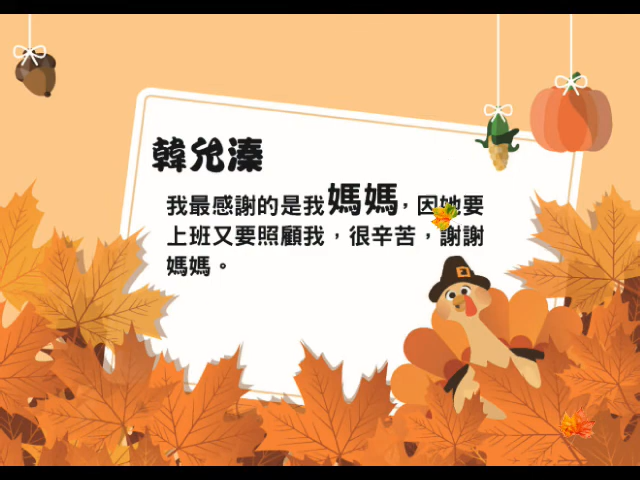 韓允溱
我最感謝的是我媽媽，因她要
上班又要照顧我，很辛苦，謝謝
媽媽。